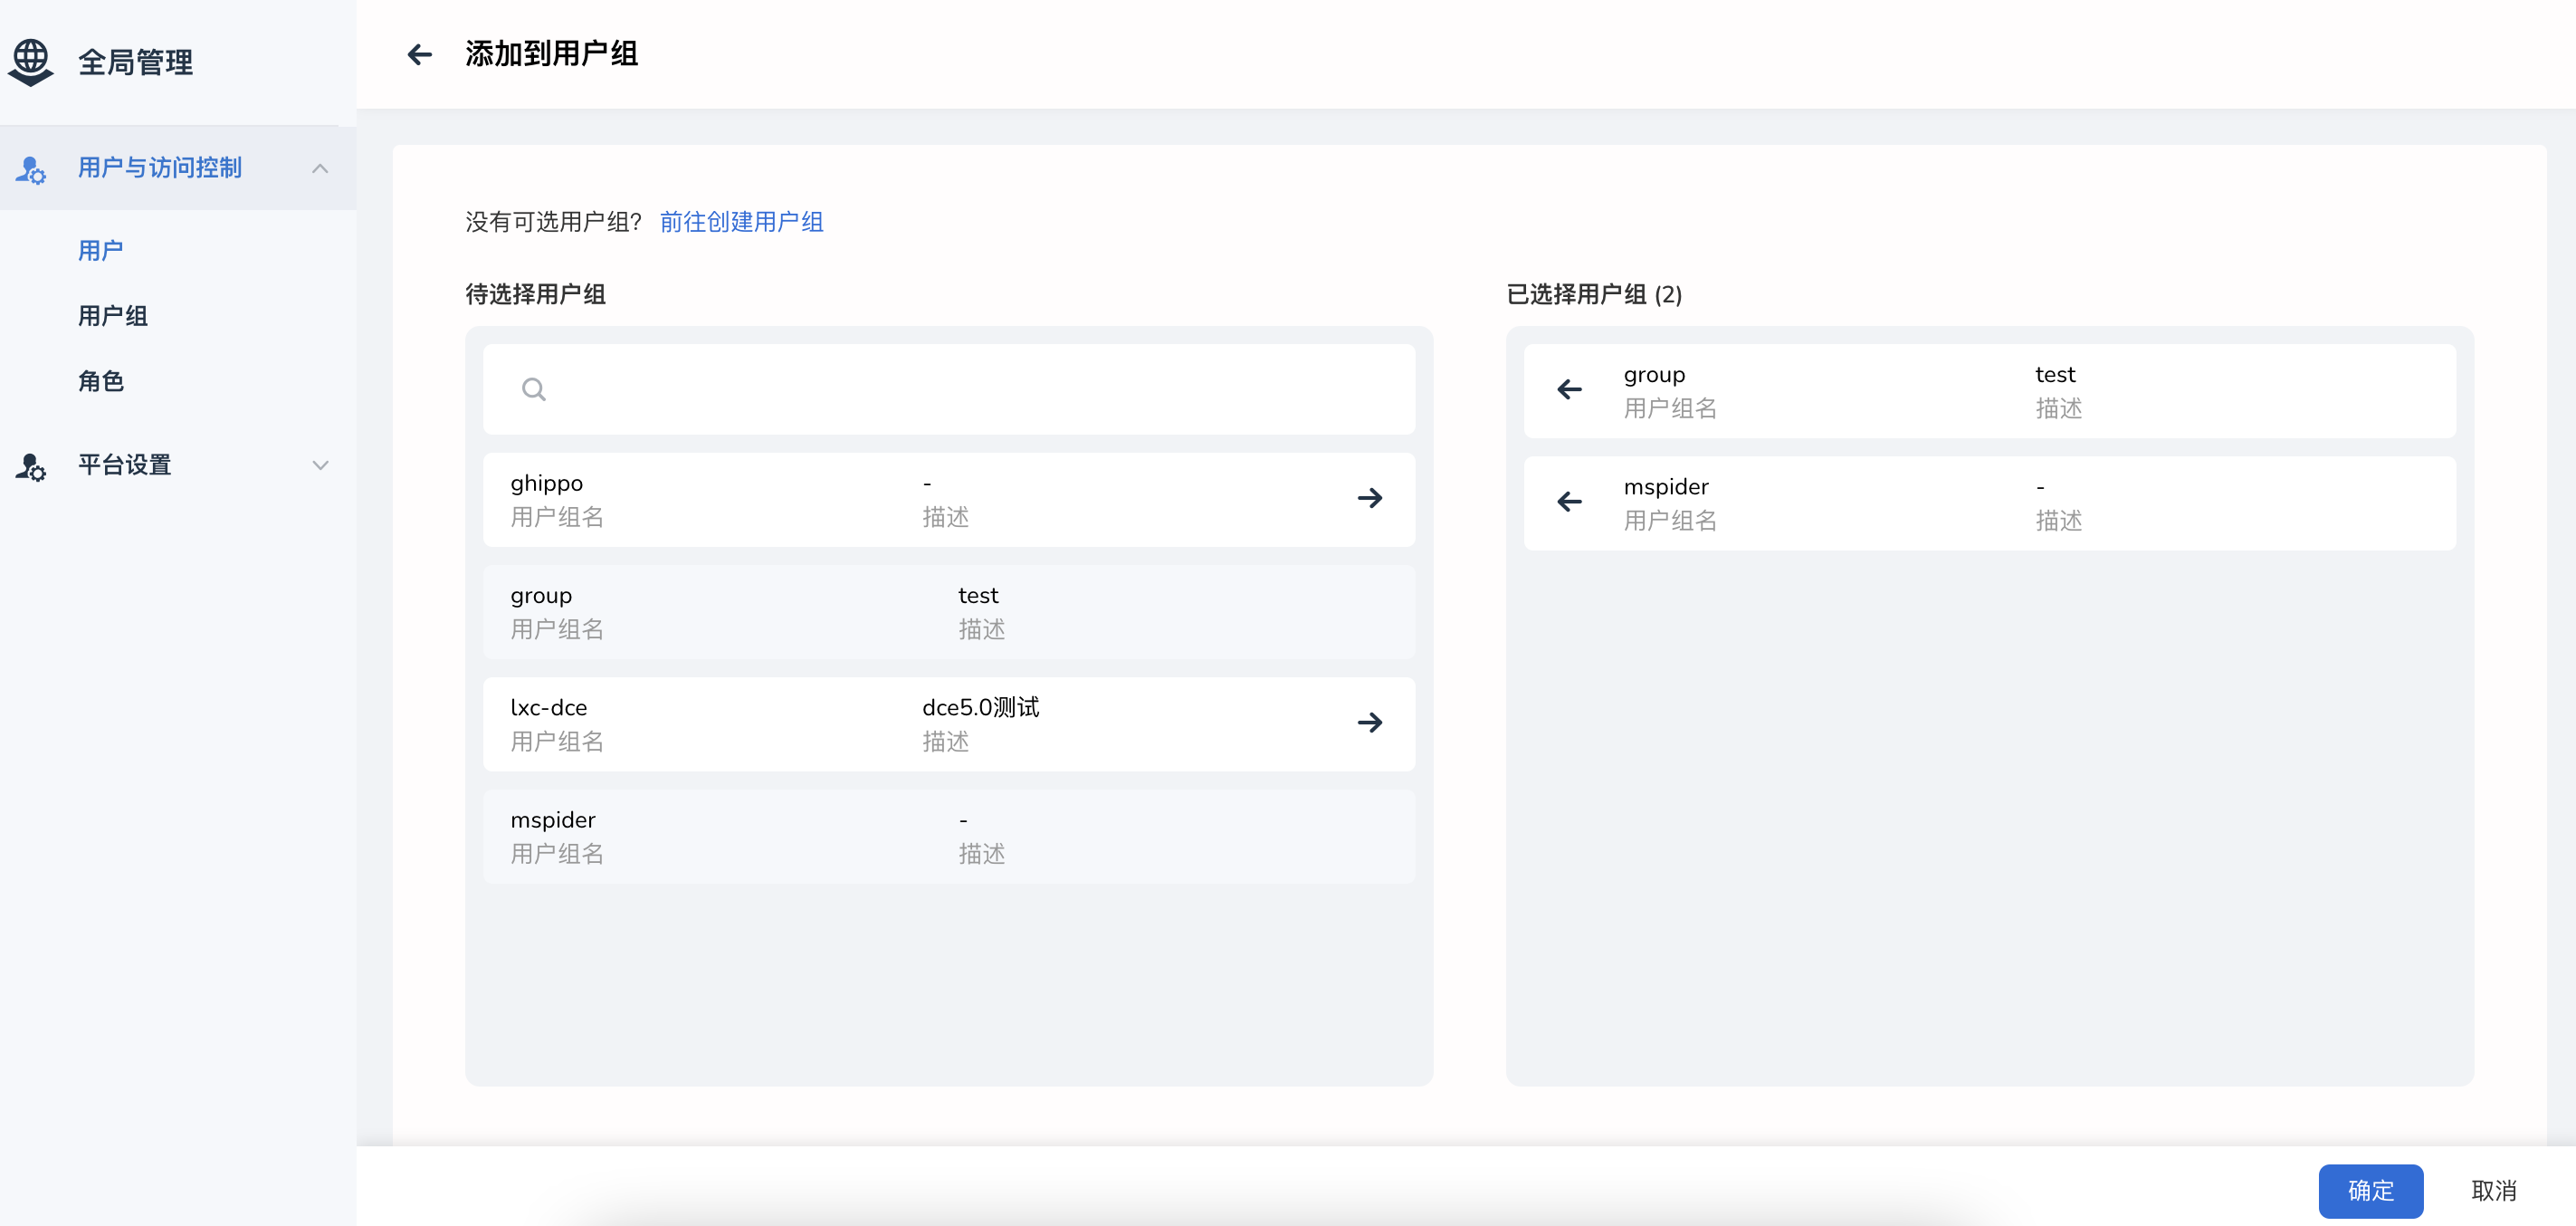 全局管理
用户与访问控制
用户
用户组
角色
平台设置
添加到用户组
没有可选用户组? 前往创建用户组
待选择用户组
ghippo -
用户组名 描述
group test
用户组名 描述
lxc-dce dce5.0测试
用户组名 描述
mspider -
用户组名 描述
已选择用户组 (2)
group test
用户组名 描述
mspider -
用户组名 描述
确定 取消